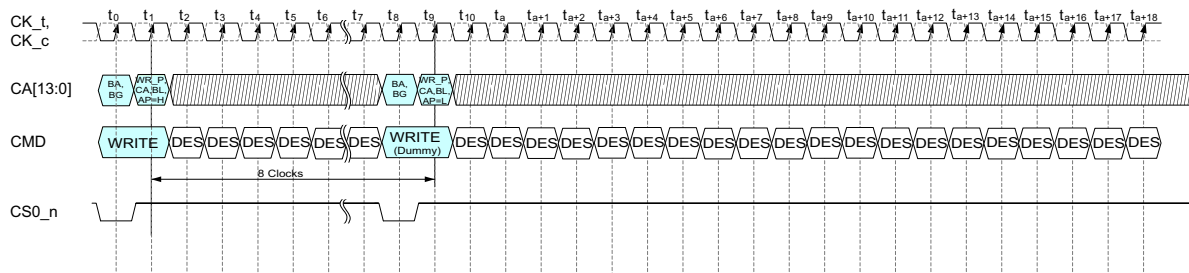 CK_t,
CK_c
t0 t1 t2 t3 t4 t5 t6 t7 t8 t9 t10 ta ta+1 ta+2 ta+3 ta+4 ta+5 ta+6 ta+7 ta+8 ta+9 ta+10 ta+11 ta+12 ta+13 ta+14 ta+15 ta+16 ta+17 ta+18
CA[13:0]
BA, BG
WR_P, CA,BL, AP=H
BA, BG
WR_P, CA,BL, AP=L
CMD
WRITE DES DES DES DES DES DES WRITE (Dummy) DES DES DES DES DES DES DES DES DES DES DES DES DES DES DES DES DES DES DES DES
8 Clocks
CS0_n